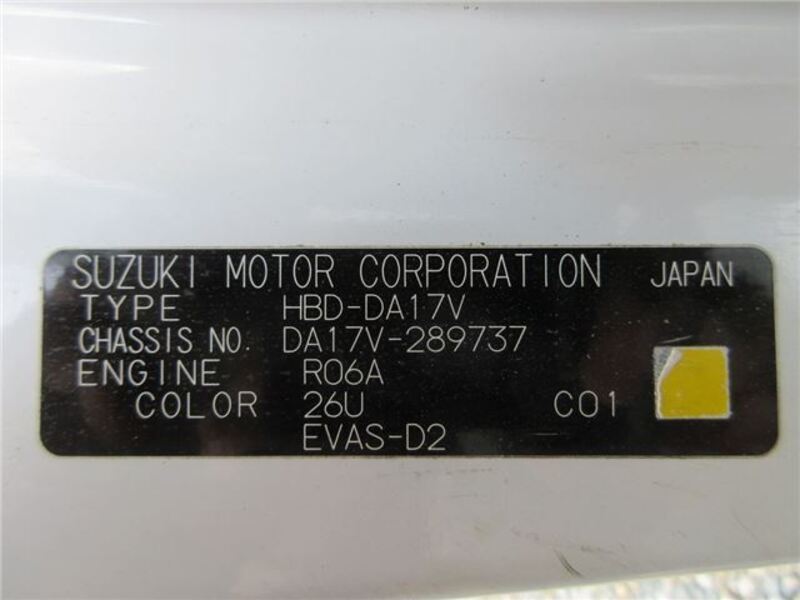 SUZUKI MOTOR CORPORATION JAPAN
TYPE HBD-DA17V
CHASSIS NO. DA17V-289737
ENGINE R06A
COLOR 26U C01
EVAS-D2